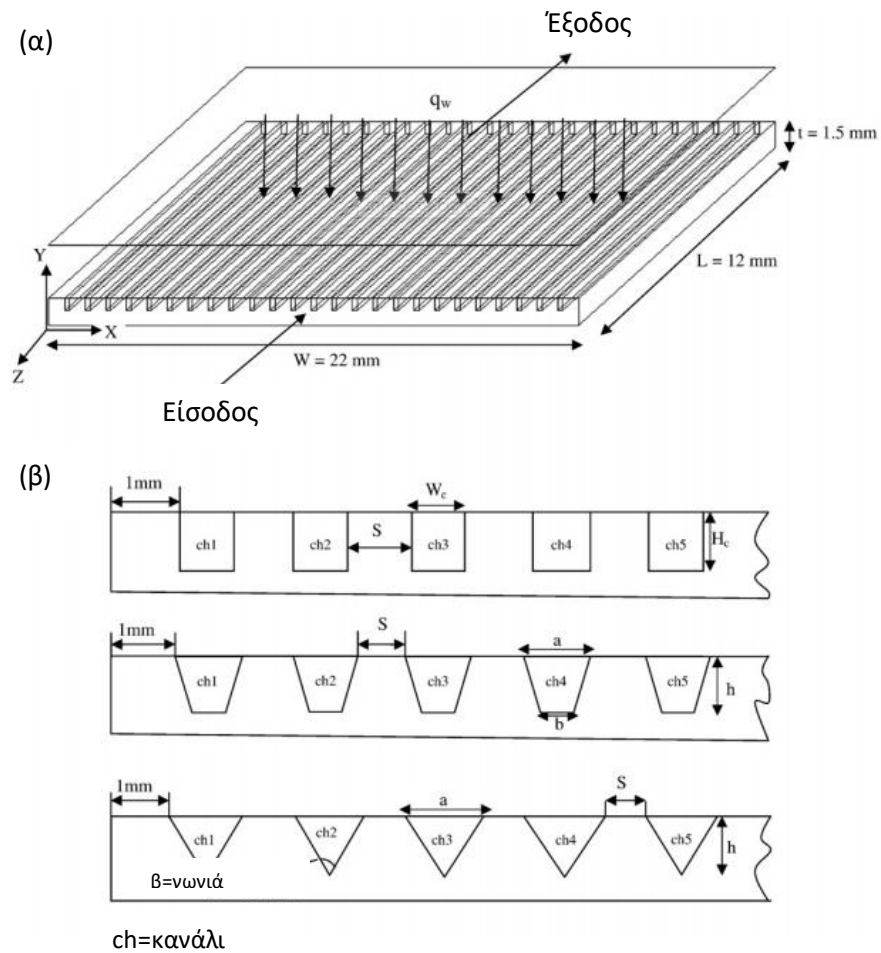 (α)
Έξοδος
q_w
t = 1.5 mm
Y
L = 12 mm
X
Z
W = 22 mm
Είσοδος
(β)
1mm
W_c
S
ch1 ch2 ch3 ch4 ch5
H_c
1mm
S
a
ch1 ch2 ch3 ch4 ch5
h
b
1mm
a
S
ch1 ch2 ch3 ch4 ch5
h
β=νωνιά
ch=κανάλι